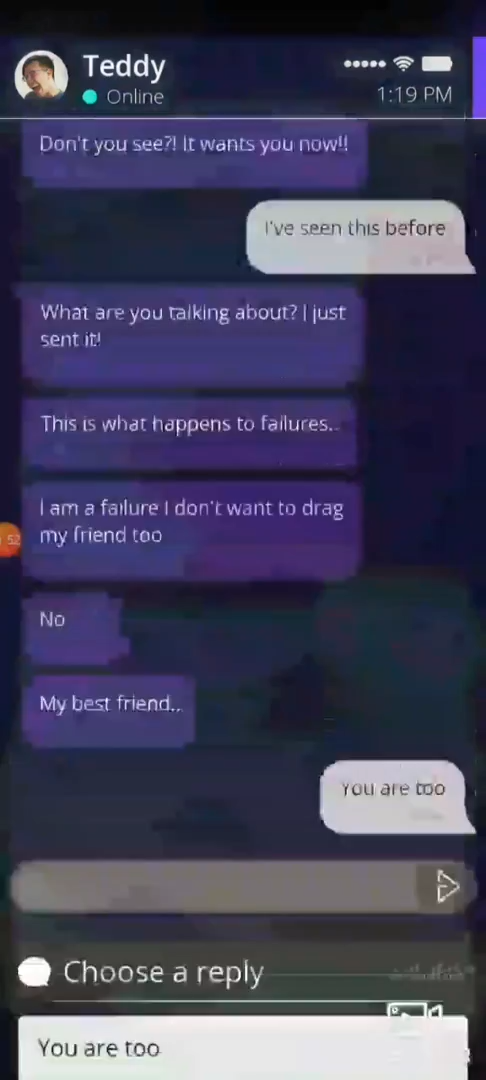 Teddy
Online
1:19 PM
Don't you see?! It wants you now!!
I've seen this before
What are you talking about? I just
sent it!
This is what happens to failures..
I am a failure I don't want to drag
my friend too
52
No
My best friend..
You are too
Choose a reply
You are too